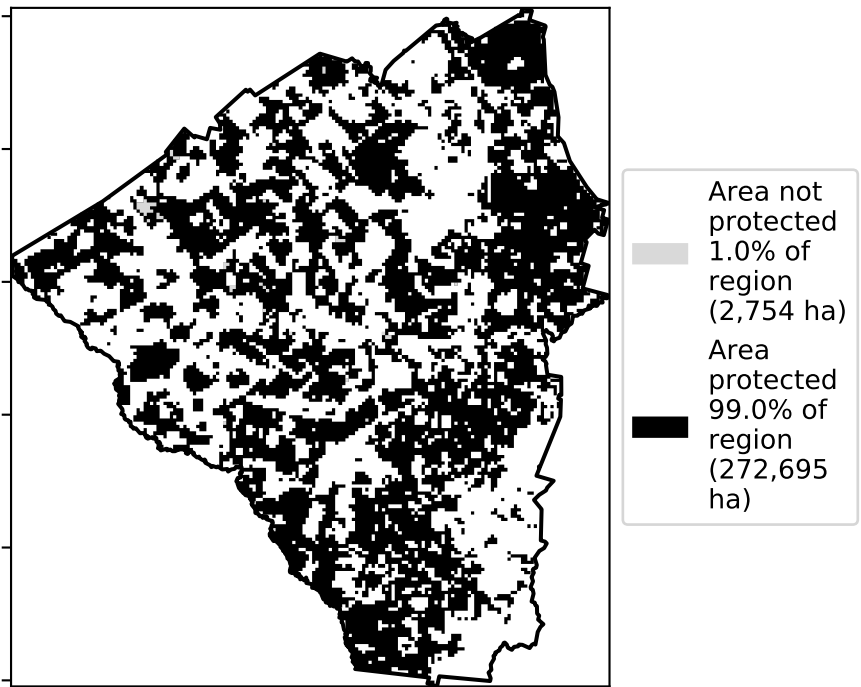 Area not
protected
1.0% of
region
(2,754 ha)
Area
protected
99.0% of
region
(272,695
ha)